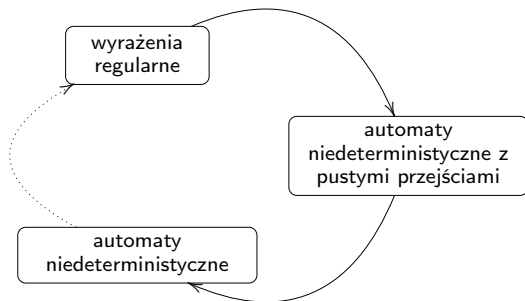 wyrażenia
regularne
automaty
niedeterministyczne z
pustymi przejściami
automaty
niedeterministyczne